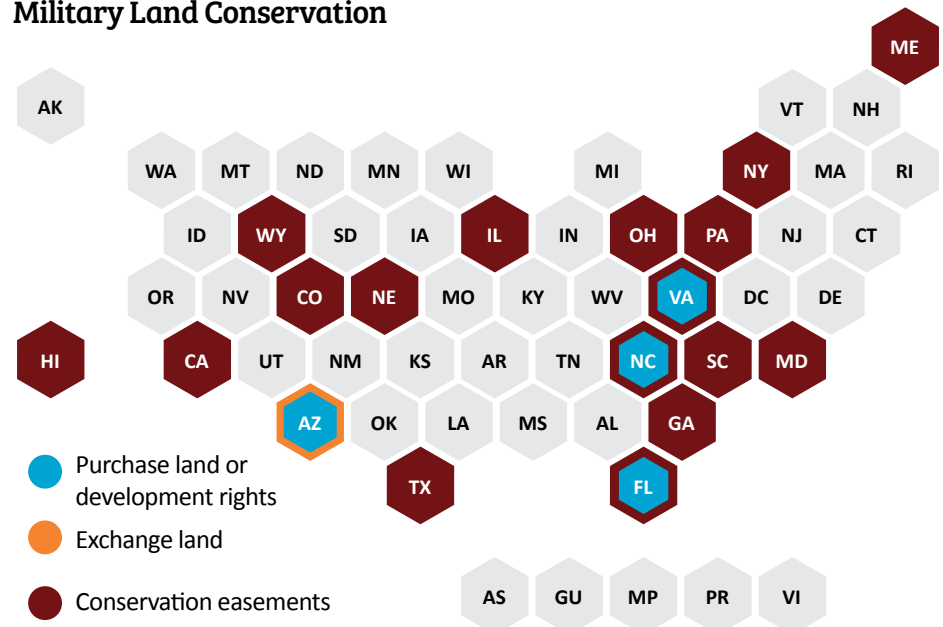 Military Land Conservation
ME
AK
VT NH
WA MT ND MN WI MI NY MA RI
ID WY SD IA IL IN OH PA NJ CT
OR NV CO NE MO KY WV VA DC DE
HI CA UT NM KS AR TN NC SC MD
AZ OK LA MS AL GA
Purchase land or
development rights
TX FL
Exchange land
Conservation easements
AS GU MP PR VI